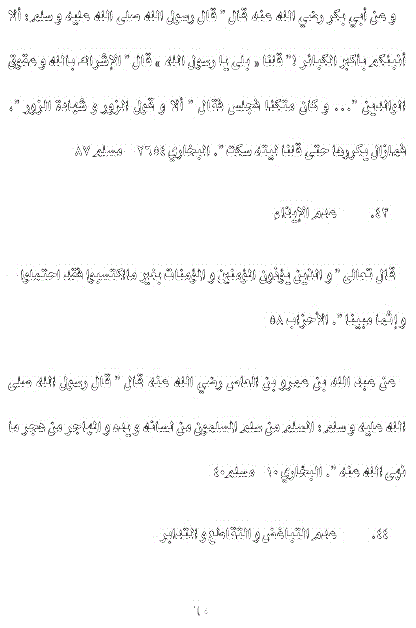 و عن أبي بكر رضي الله عنه قال " قال رسول الله صلى الله عليه و سلم : ألا
أنبئكم بأكبر الكبائر ؟" قلنا « بلى يا رسول الله » قال " الإشراك بالله و عقوق
الوالدين "... و كان متكئا فجلس فقال " ألا و قول الزور و شهادة الزور "،
فمازال يكررها حتى قلنا ليته سكت ". البخاري ٢٦٥٤ مسلم ٨٧
٤٣. عدم الإيذاء
قال تعالى " و الذين يؤذون المؤمنين و المؤمنات بغير مااكتسبوا فقد احتملوا
و إثما مبينا ". الأحزاب ٥٨
عن عبد الله بن عمرو بن العاص رضي الله عنه قال " قال رسول الله صلى
الله عليه و سلم : المسلم من سلم المسلمون من لسانه و يده و المهاجر من هجر ما
نهى الله عنه ". البخاري ١٠ مسلم ٤٠
٤٤. عدم التباغض و التقاطع و التدابر
٦٠